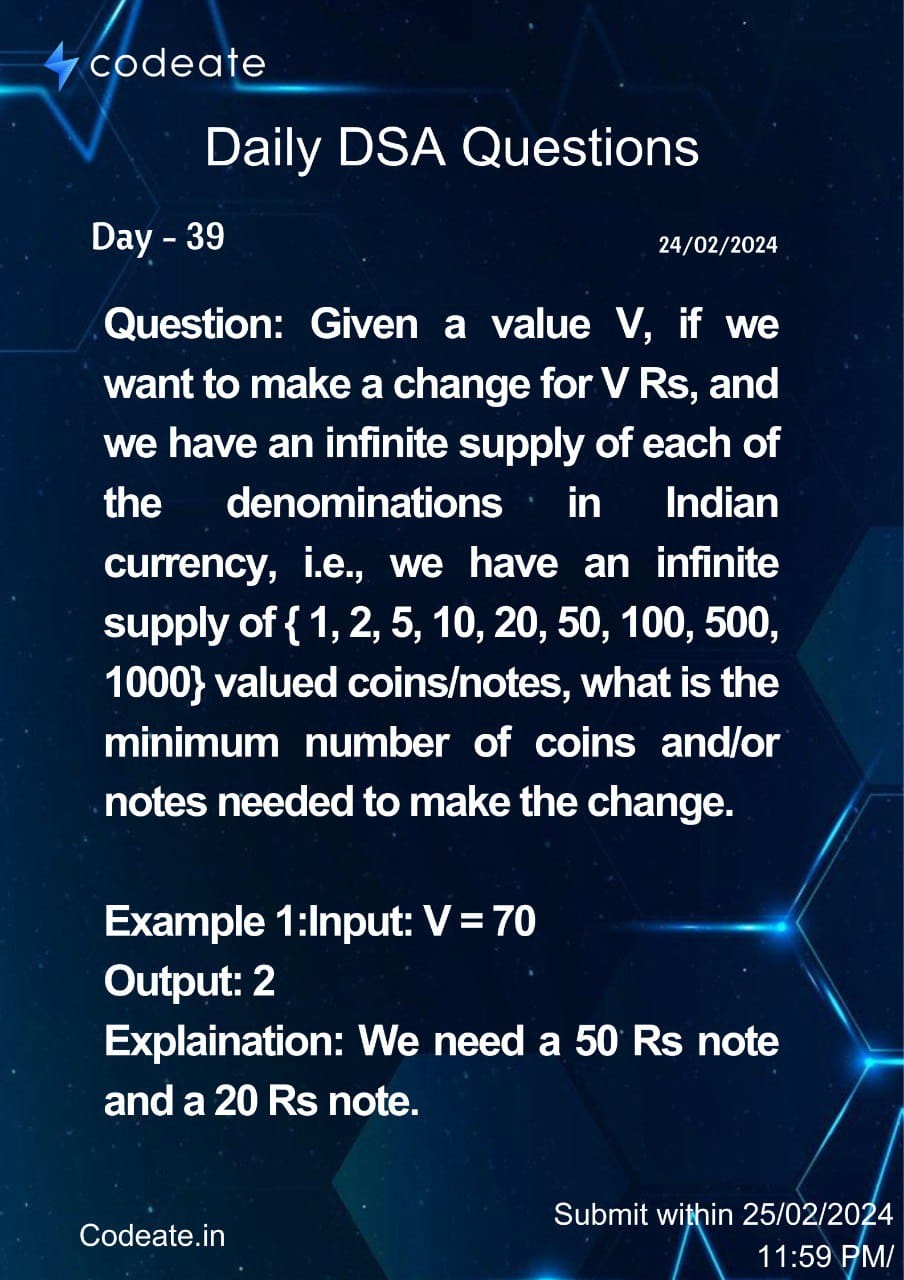 codeate
Daily DSA Questions
Day - 39
24/02/2024
Question: Given a value V, if we
want to make a change for V Rs, and
we have an infinite supply of each of
the denominations in Indian
currency, i.e., we have an infinite
supply of { 1, 2, 5, 10, 20, 50, 100, 500,
1000} valued coins/notes, what is the
minimum number of coins and/or
notes needed to make the change.
Example 1:Input: V = 70
Output: 2
Explaination: We need a 50 Rs note
and a 20 Rs note.
Codeate.in
Submit within 25/02/2024
11:59 PM/